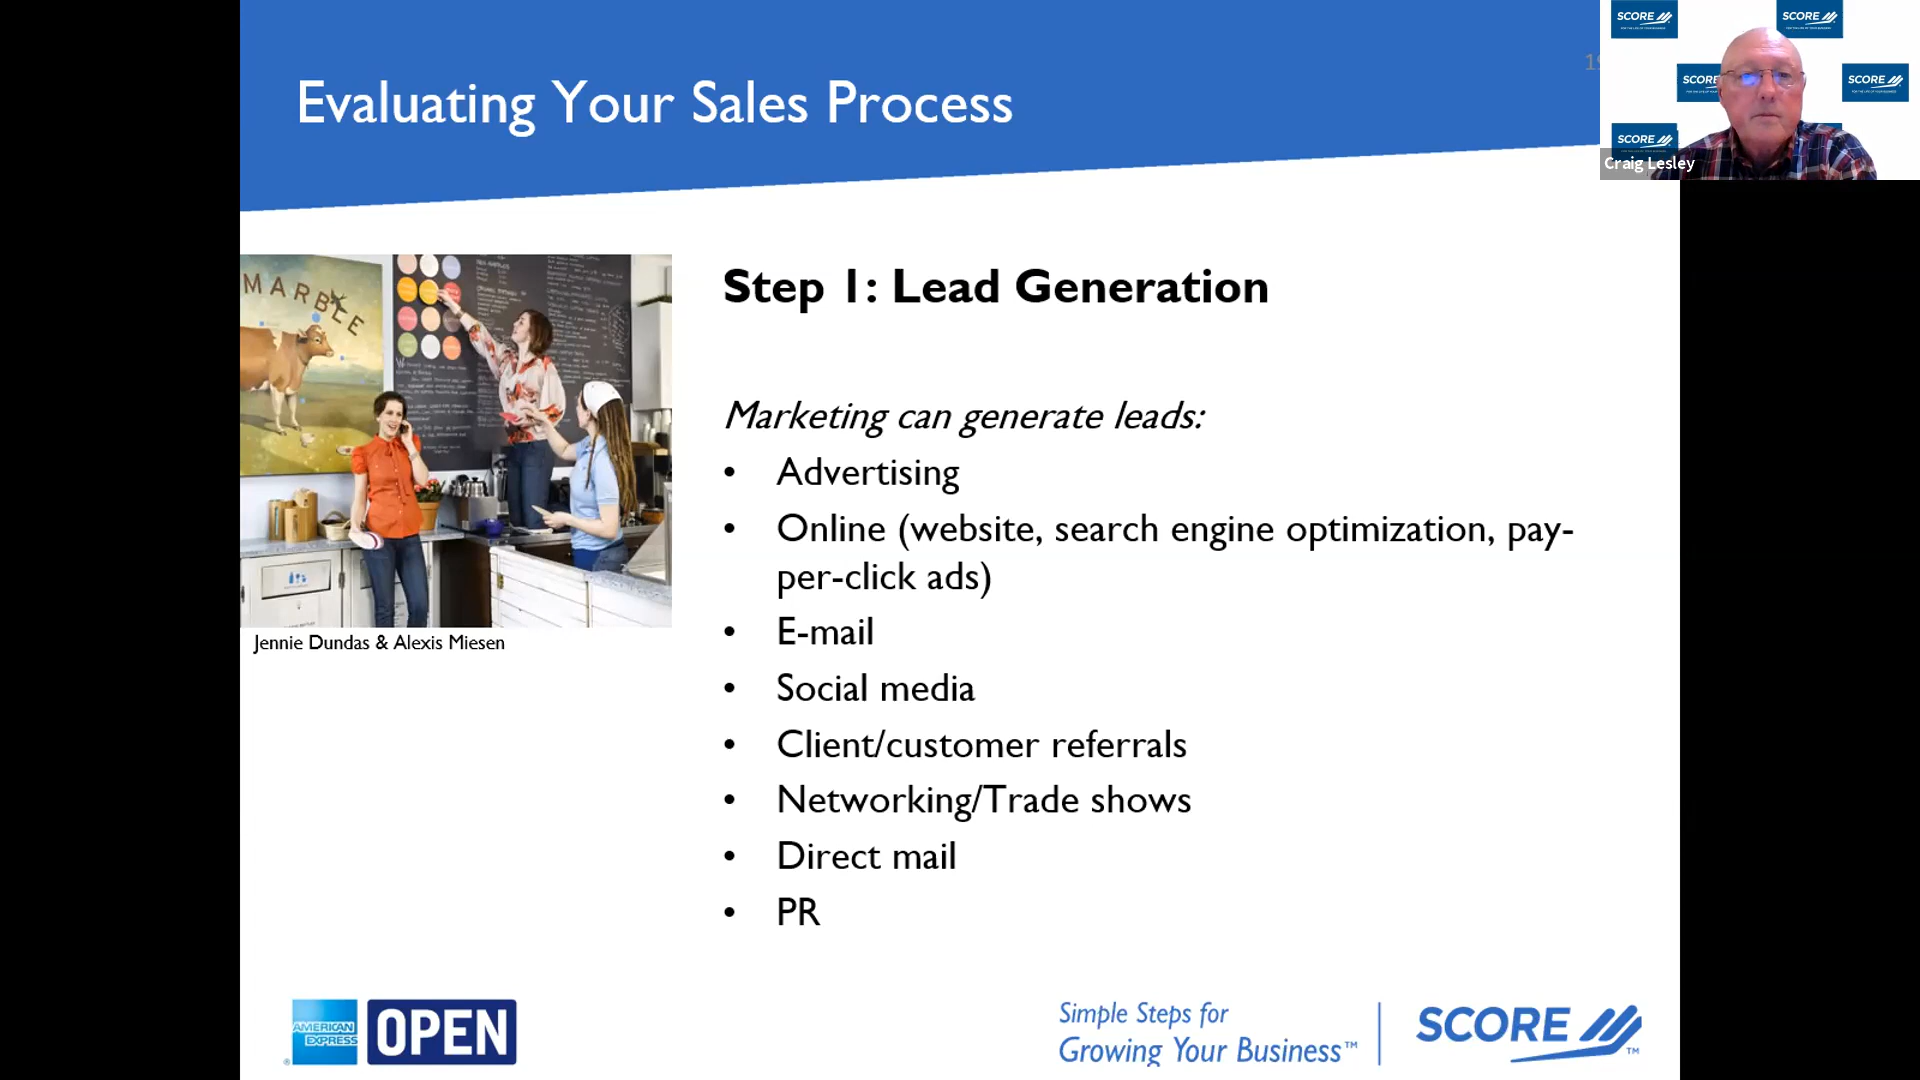 Evaluating Your Sales Process
SCORE
SCORE
SCORE
SCORE
SCORE
Craig Lesley
MARBLE
Step 1: Lead Generation
Marketing can generate leads:
• Advertising
• Online (website, search engine optimization, pay-
per-click ads)
• E-mail
• Social media
• Client/customer referrals
• Networking/Trade shows
• Direct mail
• PR
Jennie Dundas & Alexis Miesen
AMERICAN
EXPRESS
®
OPEN
Simple Steps for
Growing Your Business™
SCORE
™